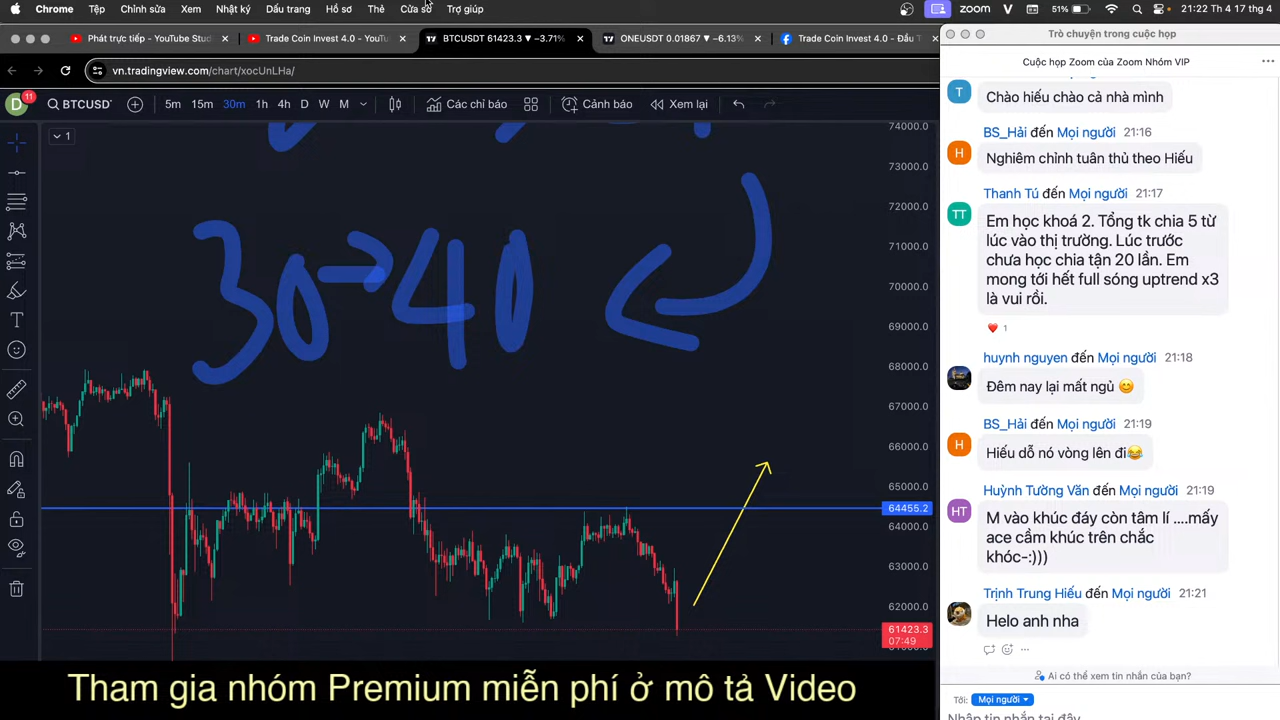 Chrome Tệp Chỉnh sửa Xem Nhật ký Dấu trang Hồ sơ Thẻ Cửa sổ Trợ giúp zoom 51% 21:22 Th 4 17 thg 4
Phát trực tiếp - YouTube Stud Trade Coin Invest 4.0 - YouTu BTCUSDT 61423.3 ▼ −3.71% ONEUSDT 0.01867 ▼ −6.13% Trade Coin Invest 4.0 - Đầu T
vn.tradingview.com/chart/xocUnLHa/
D 11 BTCUSD 5m 15m 30m 1h 4h D W M Các chỉ báo Cảnh báo Xem lại
1
30→40
74000.0
73000.0
72000.0
71000.0
70000.0
69000.0
68000.0
67000.0
66000.0
65000.0
64455.2
64000.0
63000.0
62000.0
61423.3
07:49
Trò chuyện trong cuộc họp
Cuộc họp Zoom của Zoom Nhóm VIP
T
Chào hiếu chào cả nhà mình
BS_Hải đến Mọi người 21:16
H
Nghiêm chỉnh tuân thủ theo Hiếu
Thanh Tú đến Mọi người 21:17
TT
Em học khoá 2. Tổng tk chia 5 từ
lúc vào thị trường. Lúc trước
chưa học chia tận 20 lần. Em
mong tới hết full sóng uptrend x3
là vui rồi.
❤️ 1
huynh nguyen đến Mọi người 21:18
Đêm nay lại mất ngủ 😊
BS_Hải đến Mọi người 21:19
H
Hiếu dỗ nó vòng lên đi😂
Huỳnh Tường Văn đến Mọi người 21:19
HT
M vào khúc đáy còn tâm lí ....mấy
ace cầm khúc trên chắc
khóc-:)))
Trịnh Trung Hiếu đến Mọi người 21:21
Helo anh nha
Ai có thể xem tin nhắn của bạn?
Tới: Mọi người
Nhập tin nhắn tại đây
Tham gia nhóm Premium miễn phí ở mô tả Video